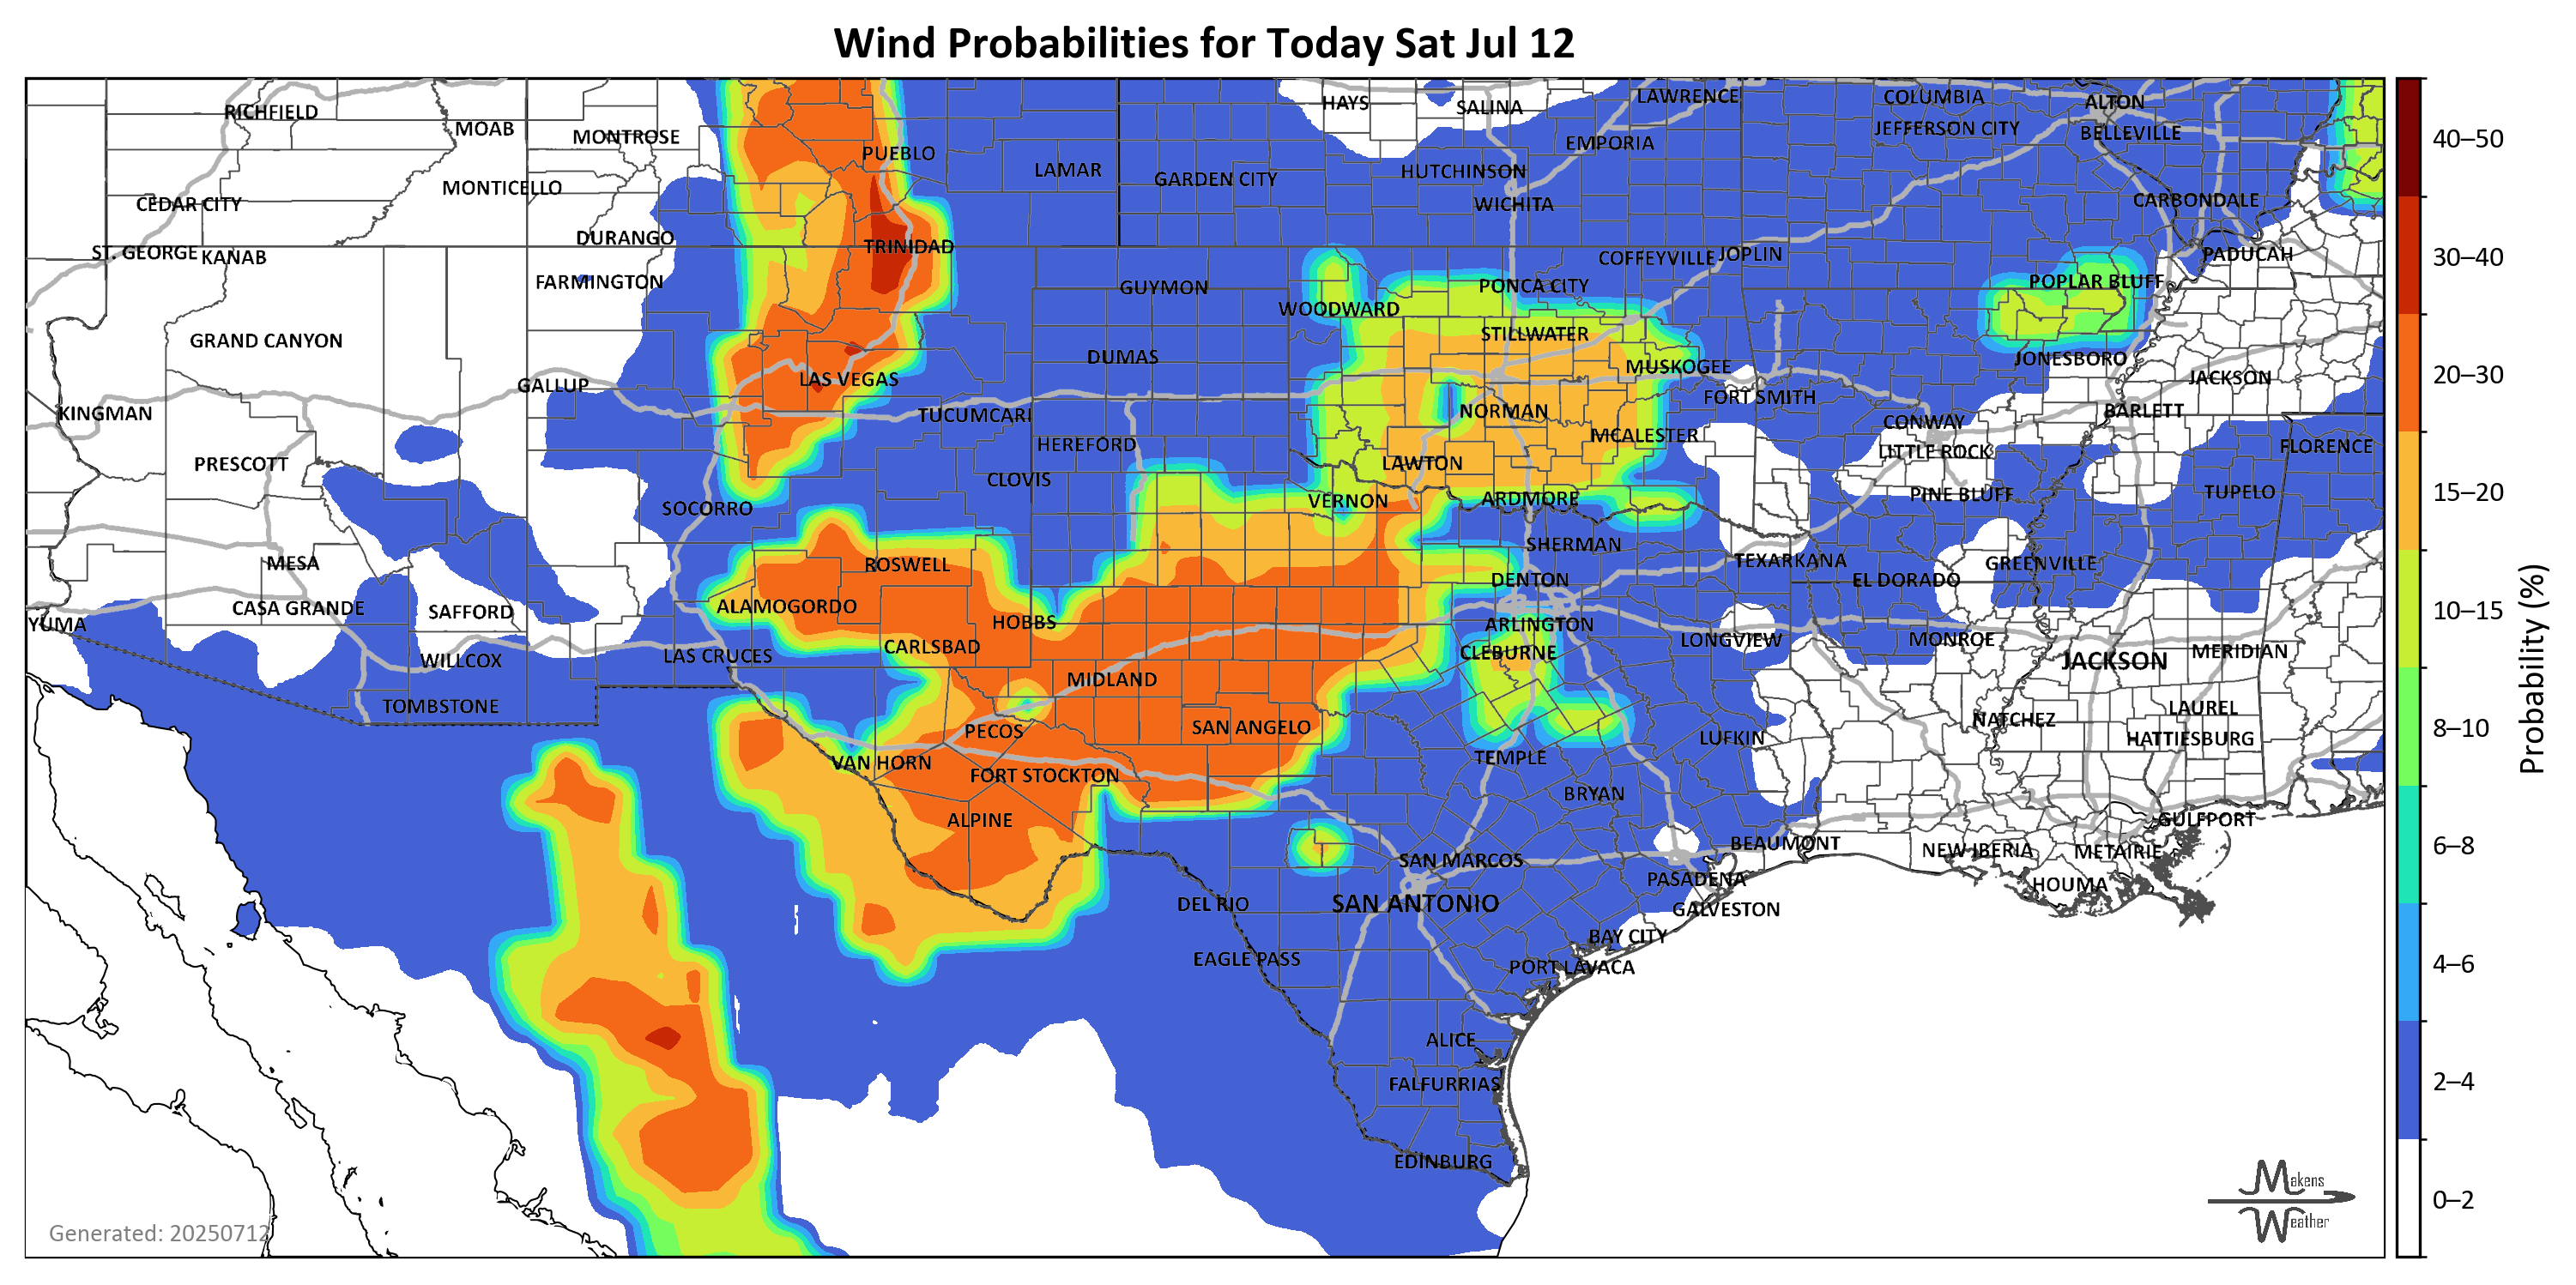 Wind Probabilities for Today Sat Jul 12
HAYS
SALINA
LAWRENCE
COLUMBIA
ALTON
RICHFIELD
MOAB
MONTROSE
PUEBLO
EMPORIA
JEFFERSON CITY
BELLEVILLE
40–50
LAMAR
GARDEN CITY
HUTCHINSON
CEDAR CITY
MONTICELLO
WICHITA
CARBONDALE
DURANGO
TRINIDAD
ST. GEORGE
KANAB
COFFEYVILLE
JOPLIN
PADUCAH
30–40
FARMINGTON
GUYMON
PONCA CITY
POPLAR BLUFF
WOODWARD
GRAND CANYON
STILLWATER
DUMAS
MUSKOGEE
JONESBORO
JACKSON
20–30
GALLUP
LAS VEGAS
FORT SMITH
KINGMAN
TUCUMCARI
NORMAN
CONWAY
BARLETT
HEREFORD
MCALESTER
LITTLE ROCK
FLORENCE
PRESCOTT
CLOVIS
LAWTON
SOCORRO
VERNON
ARDMORE
PINE BLUFF
TUPELO
15–20
MESA
ROSWELL
SHERMAN
TEXARKANA
GREENVILLE
CASA GRANDE
SAFFORD
ALAMOGORDO
DENTON
EL DORADO
YUMA
HOBBS
ARLINGTON
10–15
WILLCOX
LAS CRUCES
CARLSBAD
CLEBURNE
LONGVIEW
MONROE
JACKSON
MERIDIAN
Probability (%)
TOMBSTONE
MIDLAND
PECOS
SAN ANGELO
NATCHEZ
LAUREL
8–10
VAN HORN
FORT STOCKTON
TEMPLE
LUFKIN
HATTIESBURG
ALPINE
BRYAN
GULFPORT
SAN MARCOS
BEAUMONT
NEW IBERIA
METAIRIE
6–8
DEL RIO
SAN ANTONIO
PASADENA
GALVESTON
HOUMA
EAGLE PASS
BAY CITY
PORT LAVACA
4–6
ALICE
FALFURRIAS
2–4
EDINBURG
Makens
Weather
0–2
Generated: 20250712